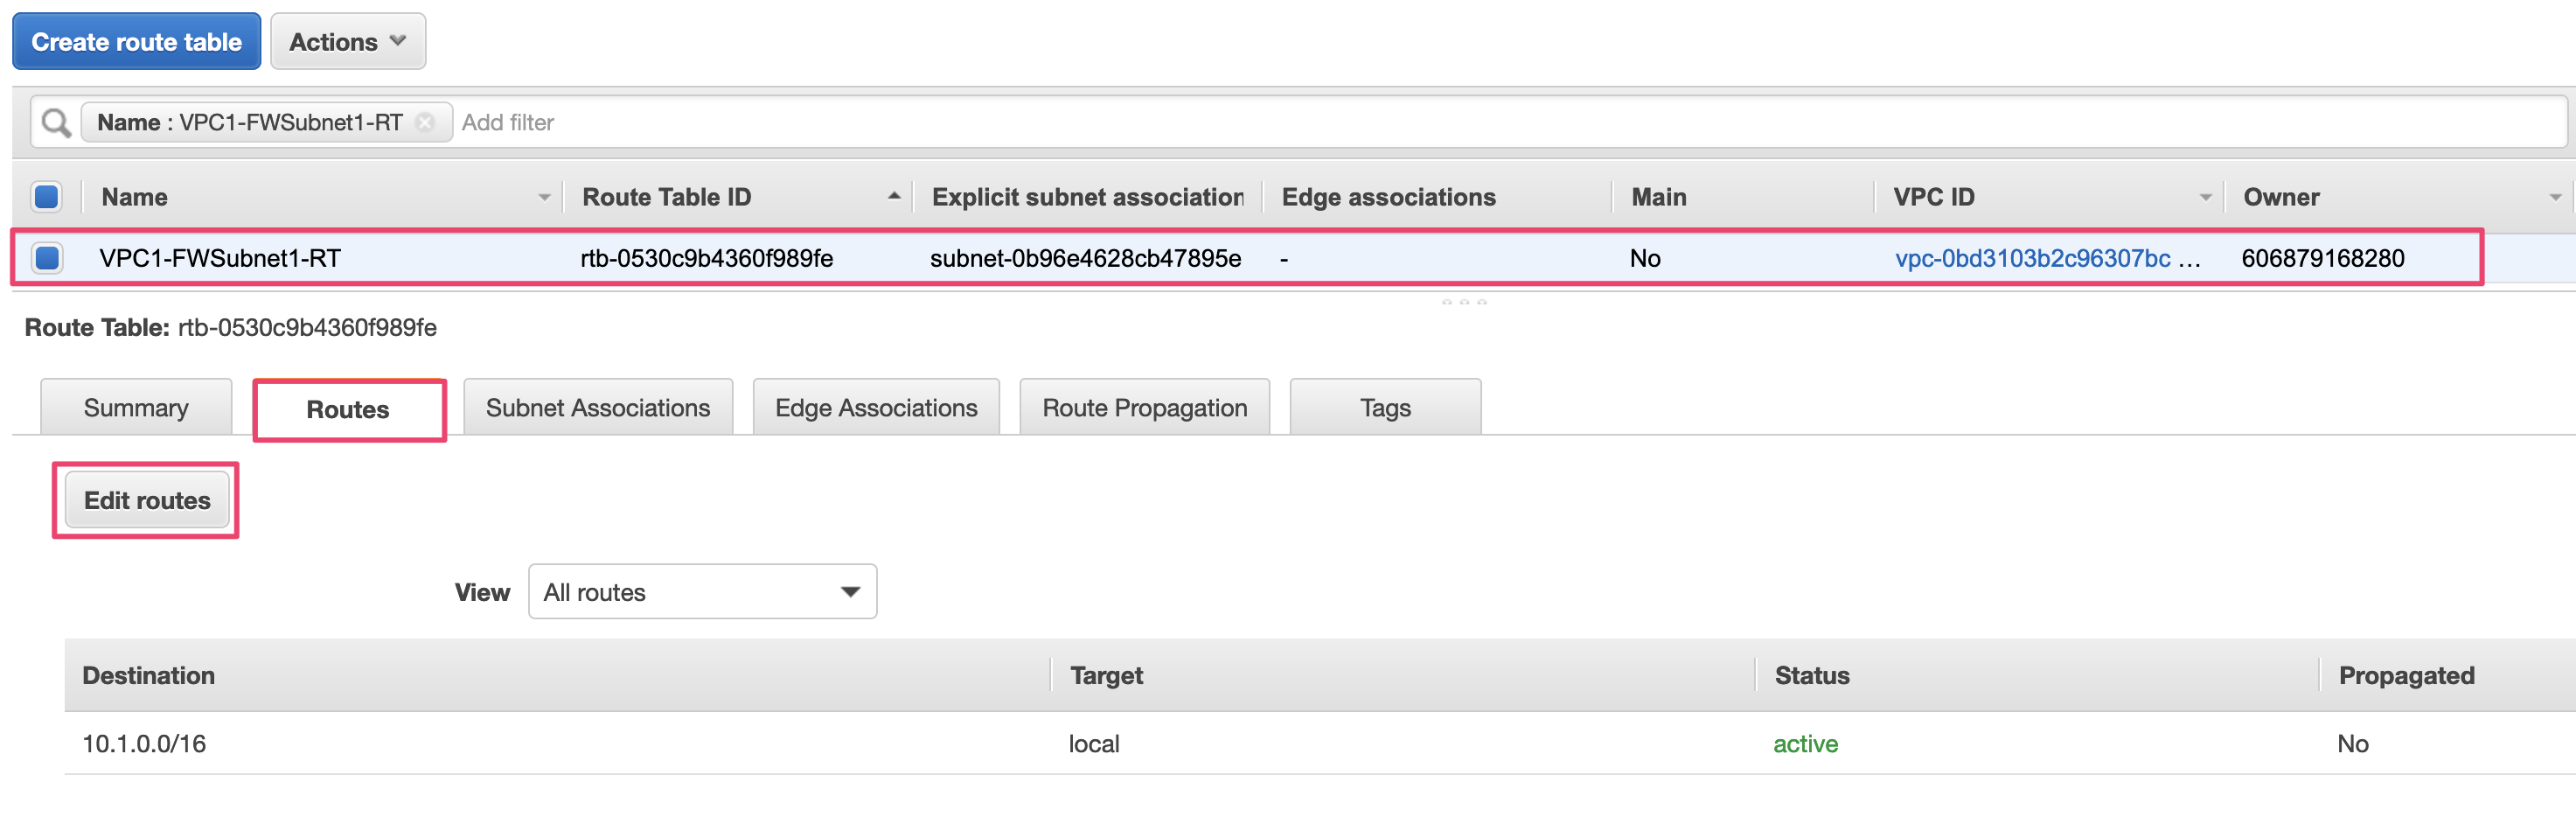 Create route table Actions
Name : VPC1-FWSubnet1-RT Add filter
Name Route Table ID Explicit subnet association Edge associations Main VPC ID Owner
VPC1-FWSubnet1-RT rtb-0530c9b4360f989fe subnet-0b96e4628cb47895e - No vpc-0bd3103b2c96307bc ... 606879168280
Route Table: rtb-0530c9b4360f989fe
Summary Routes Subnet Associations Edge Associations Route Propagation Tags
Edit routes
View All routes
Destination Target Status Propagated
10.1.0.0/16 local active No